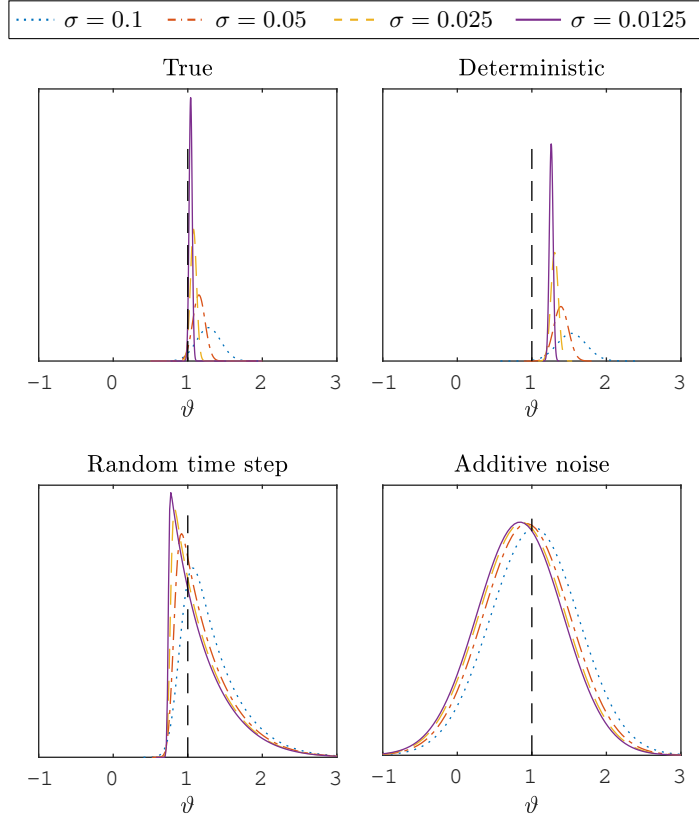 σ = 0.1 σ = 0.05 σ = 0.025 σ = 0.0125
True Deterministic
−1 0 1 2 3 −1 0 1 2 3
ϑ ϑ
Random time step Additive noise
−1 0 1 2 3 −1 0 1 2 3
ϑ ϑ